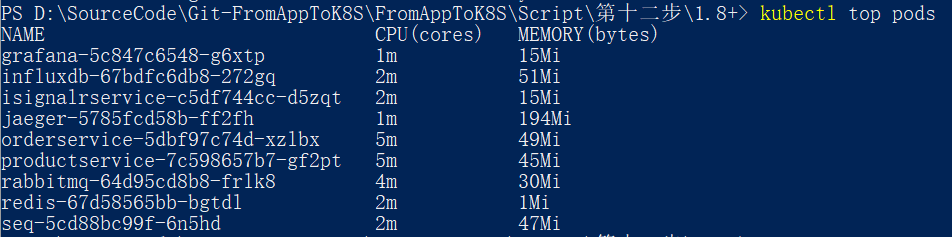 PS D:\SourceCode\Git-FromAppToK8S\FromAppToK8S\Script\第十二步\1.8+> kubectl top pods
NAME CPU(cores) MEMORY(bytes)
grafana-5c847c6548-g6xtp 1m 15Mi
influxdb-67bdfc6db8-272gq 2m 51Mi
isignalrservice-c5df744cc-d5zqt 2m 15Mi
jaeger-5785fcd58b-ff2fh 1m 194Mi
orderservice-5dbf97c74d-xzlbx 5m 49Mi
productservice-7c598657b7-gf2pt 5m 45Mi
rabbitmq-64d95cd8b8-frlk8 4m 30Mi
redis-67d58565bb-bgtdl 2m 1Mi
seq-5cd88bc99f-6n5hd 2m 47Mi